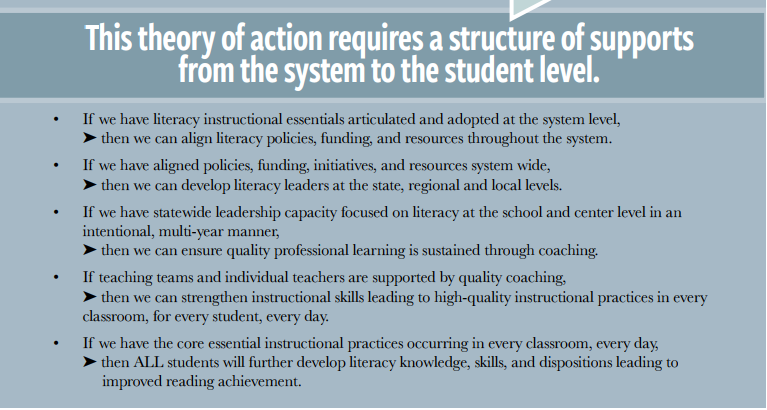 This theory of action requires a structure of supports
from the system to the student level.
• If we have literacy instructional essentials articulated and adopted at the system level,
➤ then we can align literacy policies, funding, and resources throughout the system.
• If we have aligned policies, funding, initiatives, and resources system wide,
➤ then we can develop literacy leaders at the state, regional and local levels.
• If we have statewide leadership capacity focused on literacy at the school and center level in an
intentional, multi-year manner,
➤ then we can ensure quality professional learning is sustained through coaching.
• If teaching teams and individual teachers are supported by quality coaching,
➤ then we can strengthen instructional skills leading to high-quality instructional practices in every
classroom, for every student, every day.
• If we have the core essential instructional practices occurring in every classroom, every day,
➤ then ALL students will further develop literacy knowledge, skills, and dispositions leading to
improved reading achievement.